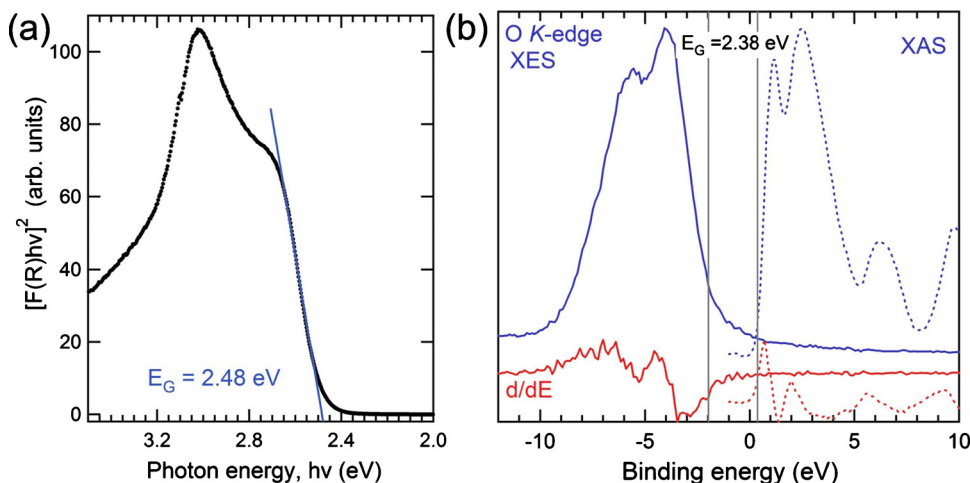 (a)
100
80
60
40
20
0
[F(R)hν]²  (arb. units)
E_G = 2.48 eV
3.2 2.8 2.4 2.0
Photon energy, hν (eV)
(b)
O K-edge
XES
E_G = 2.38 eV
XAS
d/dE
-10 -5 0 5 10
Binding energy (eV)